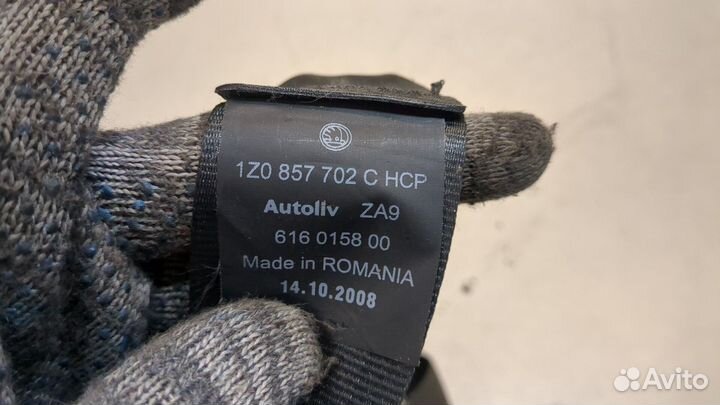 1Z0 857 702 C HCP
Autoliv ZA9
616 0158 00
Made in ROMANIA
14.10.2008
Avito